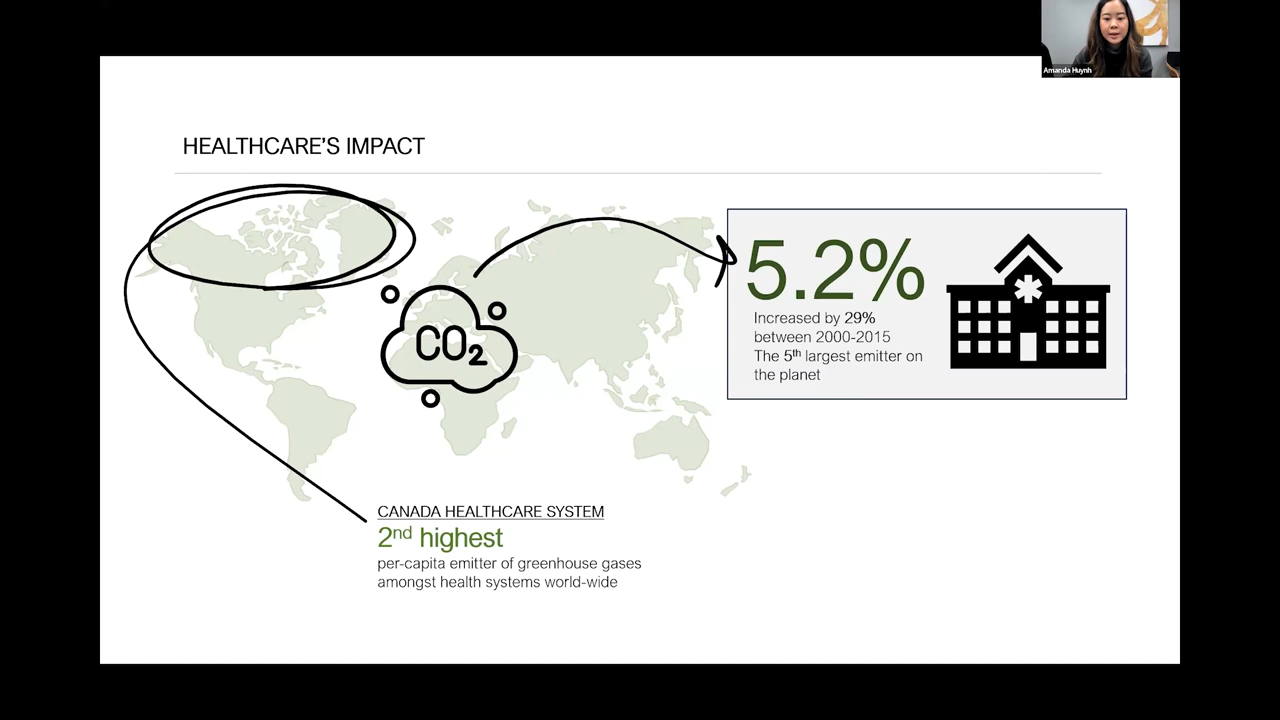 Amanda Huynh
HEALTHCARE'S IMPACT
CO₂
5.2%
Increased by 29%
between 2000-2015
The 5th largest emitter on
the planet
CANADA HEALTHCARE SYSTEM
2nd highest
per-capita emitter of greenhouse gases
amongst health systems world-wide